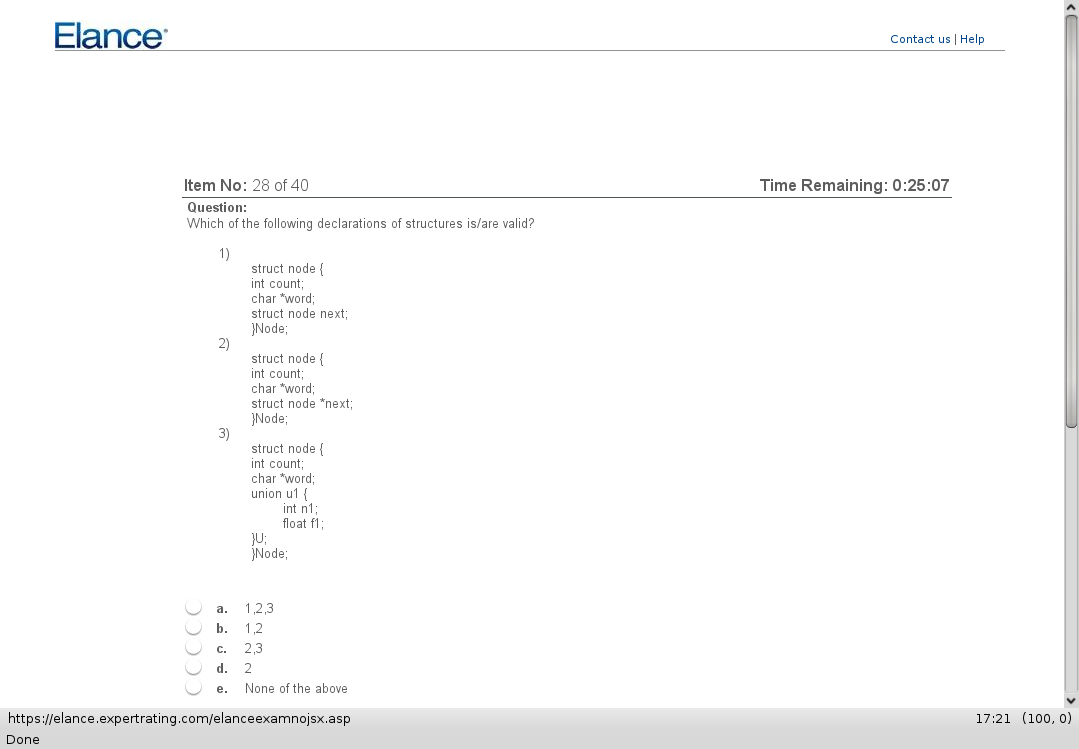 Elance
Contact us | Help
Item No: 28 of 40
Time Remaining: 0:25:07
Question:
Which of the following declarations of structures is/are valid?
1)
struct node {
int count;
char *word;
struct node next;
}Node;
2)
struct node {
int count;
char *word;
struct node *next;
}Node;
3)
struct node {
int count;
char *word;
union u1 {
int n1;
float f1;
}U;
}Node;
a. 1,2,3
b. 1,2
c. 2,3
d. 2
e. None of the above
https://elance.expertrating.com/elanceexamnojsx.asp
17:21 (100, 0)
Done